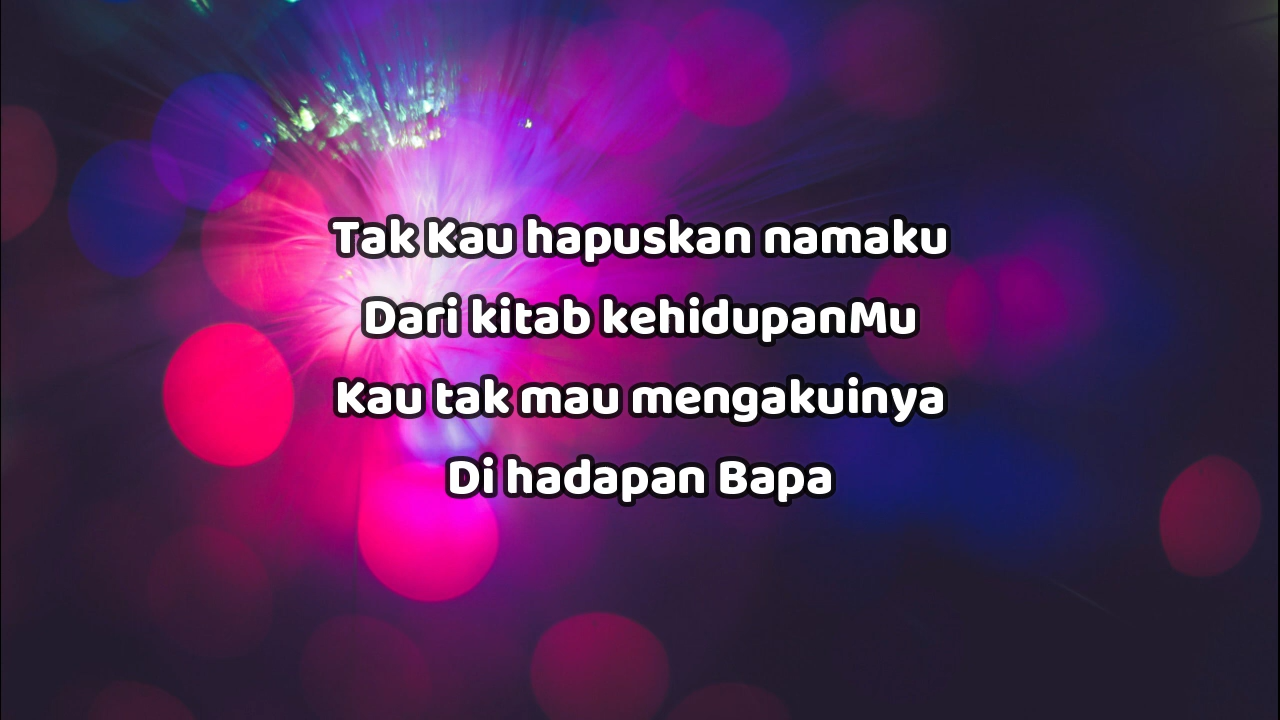 Tak Kau hapuskan namaku
Dari kitab kehidupanMu
Kau tak mau mengakuinya
Di hadapan Bapa